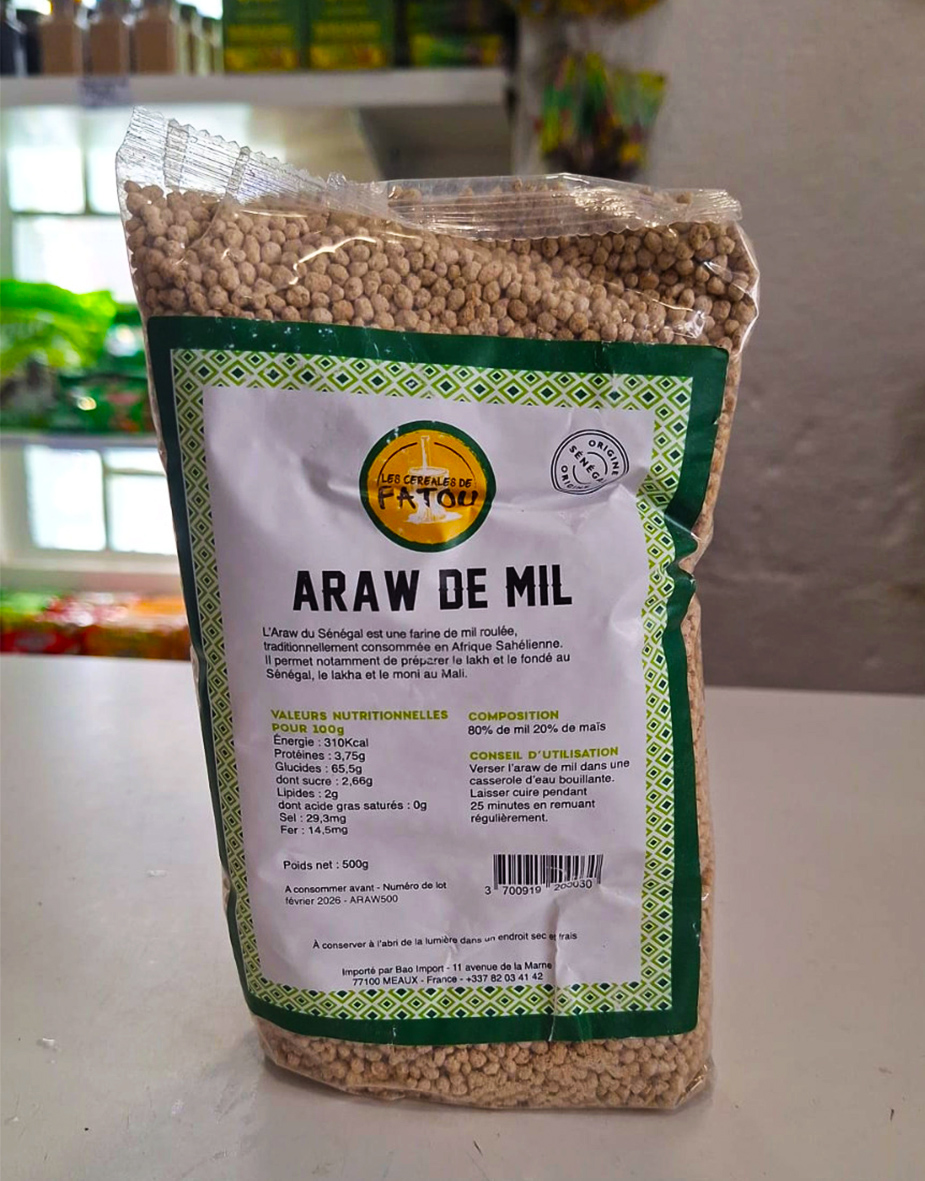 LES CEREALES DE
FATOU
ORIGINE
SÉNÉGAL
ARAW DE MIL
L'Araw du Sénégal est une farine de mil roulée,
traditionnellement consommée en Afrique Sahélienne.
Il permet notamment de préparer le lakh et le fondé au
Sénégal, le lakha et le moni au Mali.
VALEURS NUTRITIONNELLES
POUR 100g
Énergie : 310Kcal
Protéines : 3,75g
Glucides : 65,5g
dont sucre : 2,66g
Lipides : 2g
dont acide gras saturés : 0g
Sel : 29,3mg
Fer : 14,5mg
COMPOSITION
80% de mil 20% de maïs
CONSEIL D'UTILISATION
Verser l'araw de mil dans une
casserole d'eau bouillante.
Laisser cuire pendant
25 minutes en remuant
régulièrement.
Poids net : 500g
A consommer avant - Numéro de lot
février 2026 - ARAW500
3 700919 200030
À conserver à l'abri de la lumière dans un endroit sec et frais
Importé par Bao Import - 11 avenue de la Marne
77100 MEAUX - France - +337 82 03 41 42